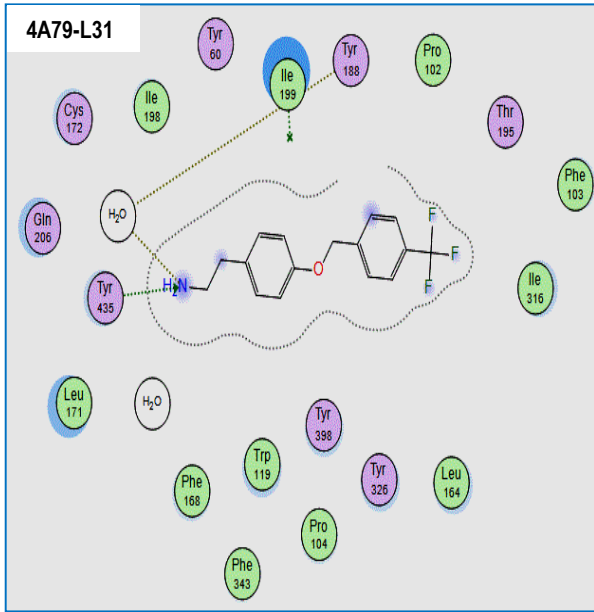 4A79-L31
Tyr
60
Ile
199
Tyr
188
Pro
102
Cys
172
Ile
198
Thr
195
Phe
103
H₂O
Gln
206
F
F
F
O
H₂N
Tyr
435
Ile
316
Leu
171
H₂O
Tyr
398
Trp
119
Phe
168
Tyr
326
Leu
164
Pro
104
Phe
343